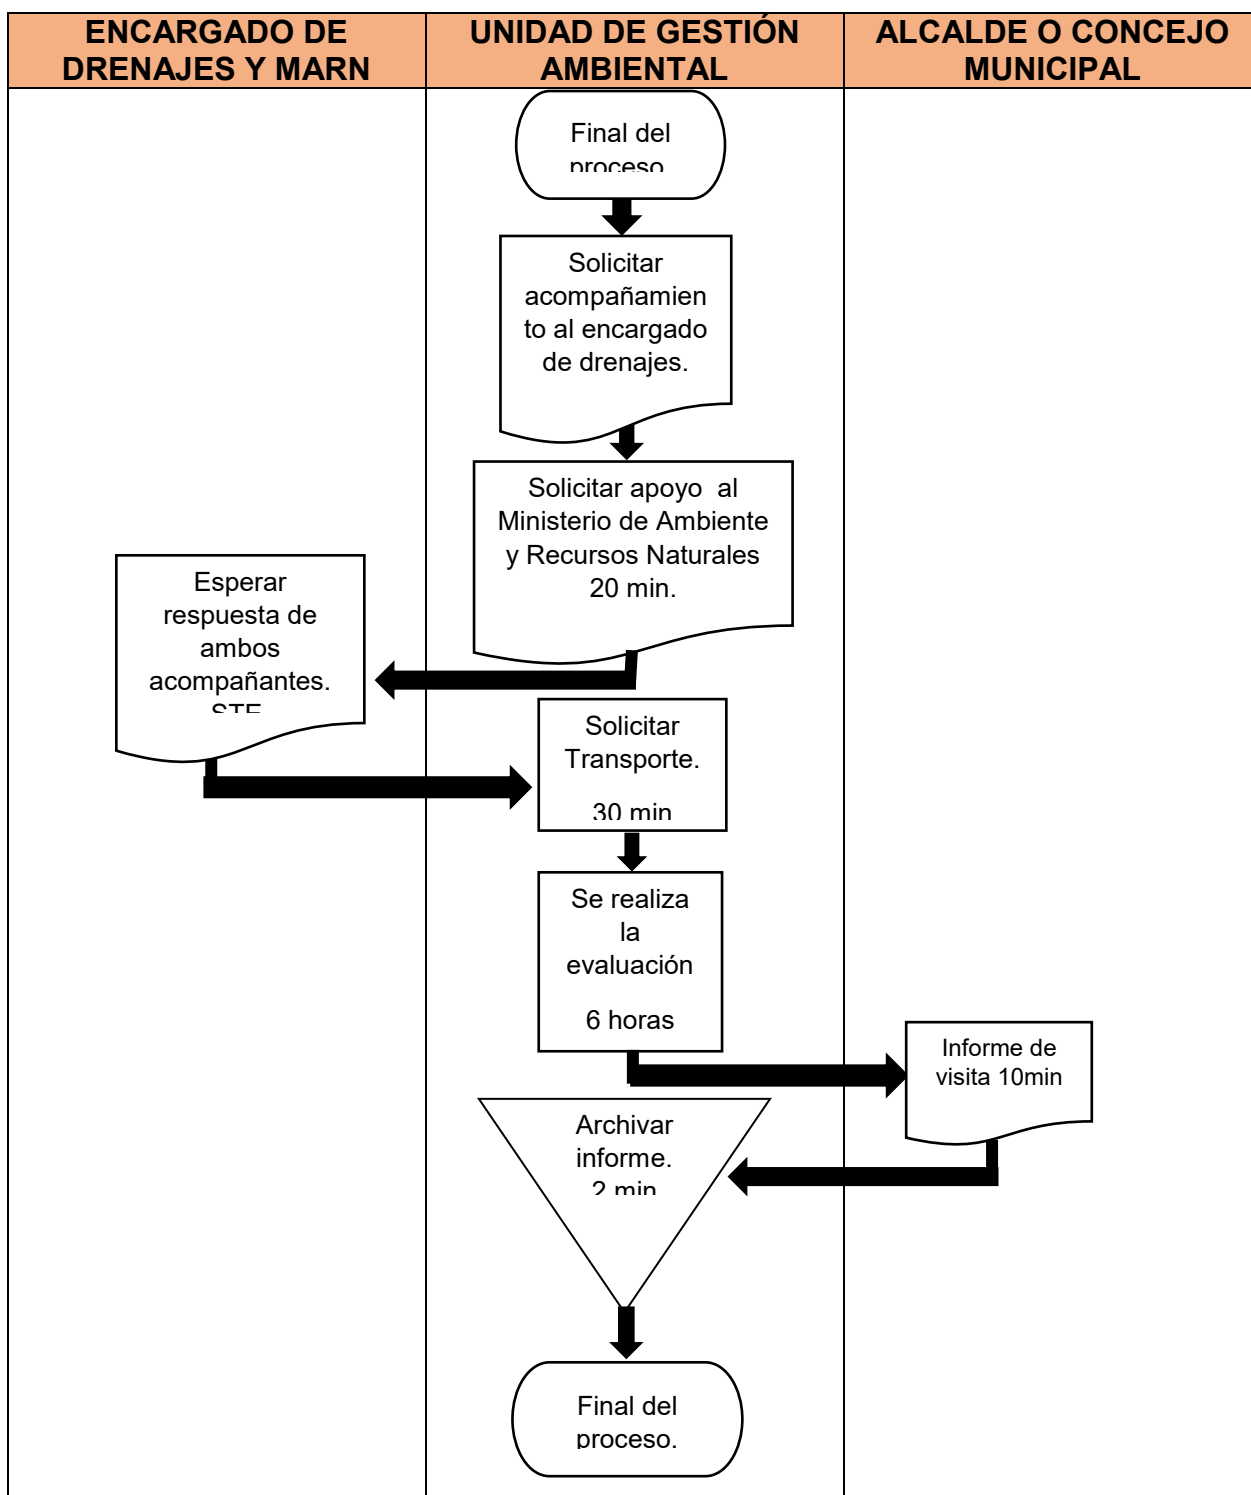 ENCARGADO DE
DRENAJES Y MARN
UNIDAD DE GESTIÓN
AMBIENTAL
ALCALDE O CONCEJO
MUNICIPAL
Final del
proceso
Solicitar
acompañamien
to al encargado
de drenajes.
Solicitar apoyo al
Ministerio de Ambiente
y Recursos Naturales
20 min.
Esperar
respuesta de
ambos
acompañantes.
Solicitar
Transporte.
30 min
Se realiza
la
evaluación
6 horas
Informe de
visita 10min
Archivar
informe.
2 min
Final del
proceso.